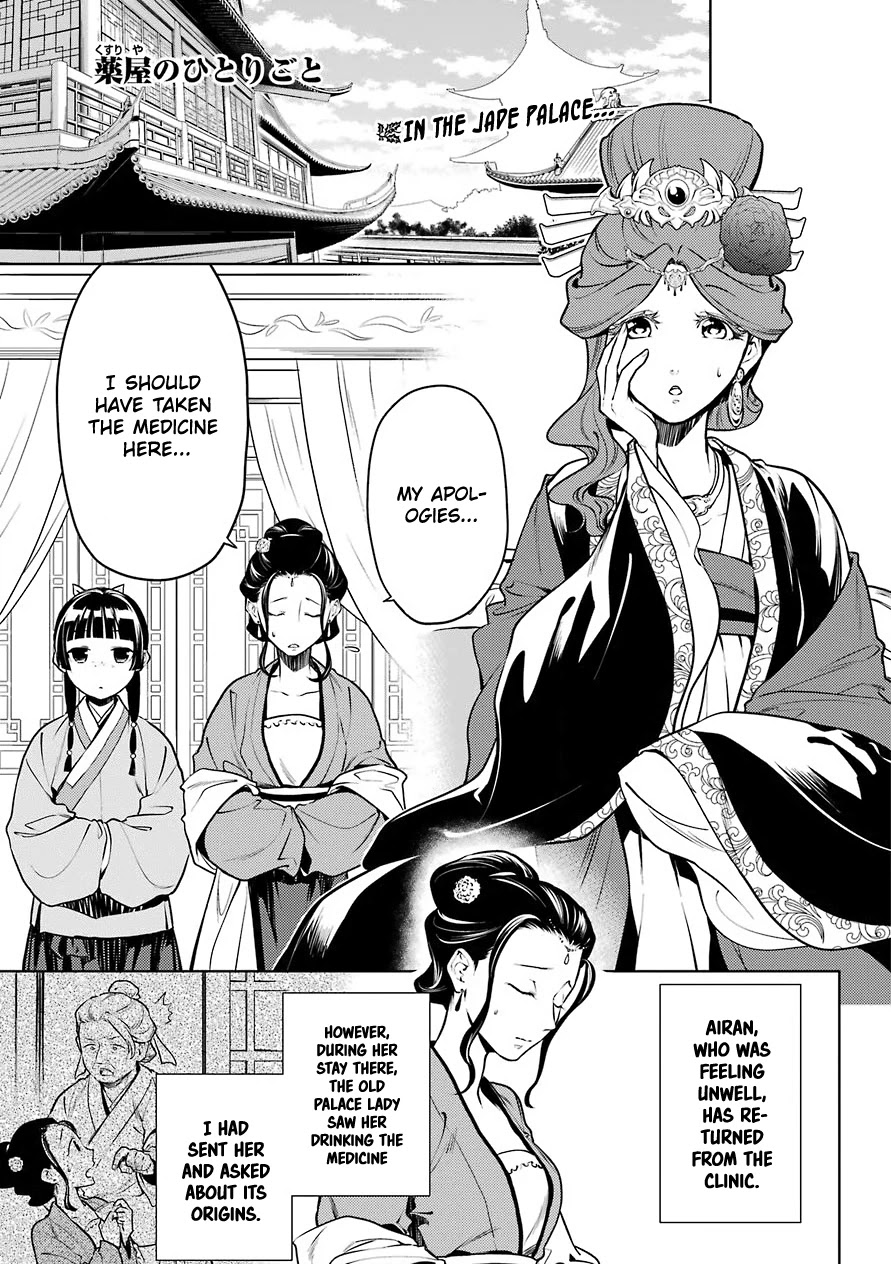 くすり や
薬屋のひとりごと
IN THE JADE PALACE...
MY APOL-
OGIES...
I SHOULD
HAVE TAKEN
THE MEDICINE
HERE...
AIRAN,
WHO WAS
FEELING
UNWELL,
HAS RE-
TURNED
FROM THE
CLINIC.
HOWEVER,
DURING HER
STAY THERE,
THE OLD
PALACE LADY
SAW HER
DRINKING THE
MEDICINE
I HAD
SENT HER
AND ASKED
ABOUT ITS
ORIGINS.